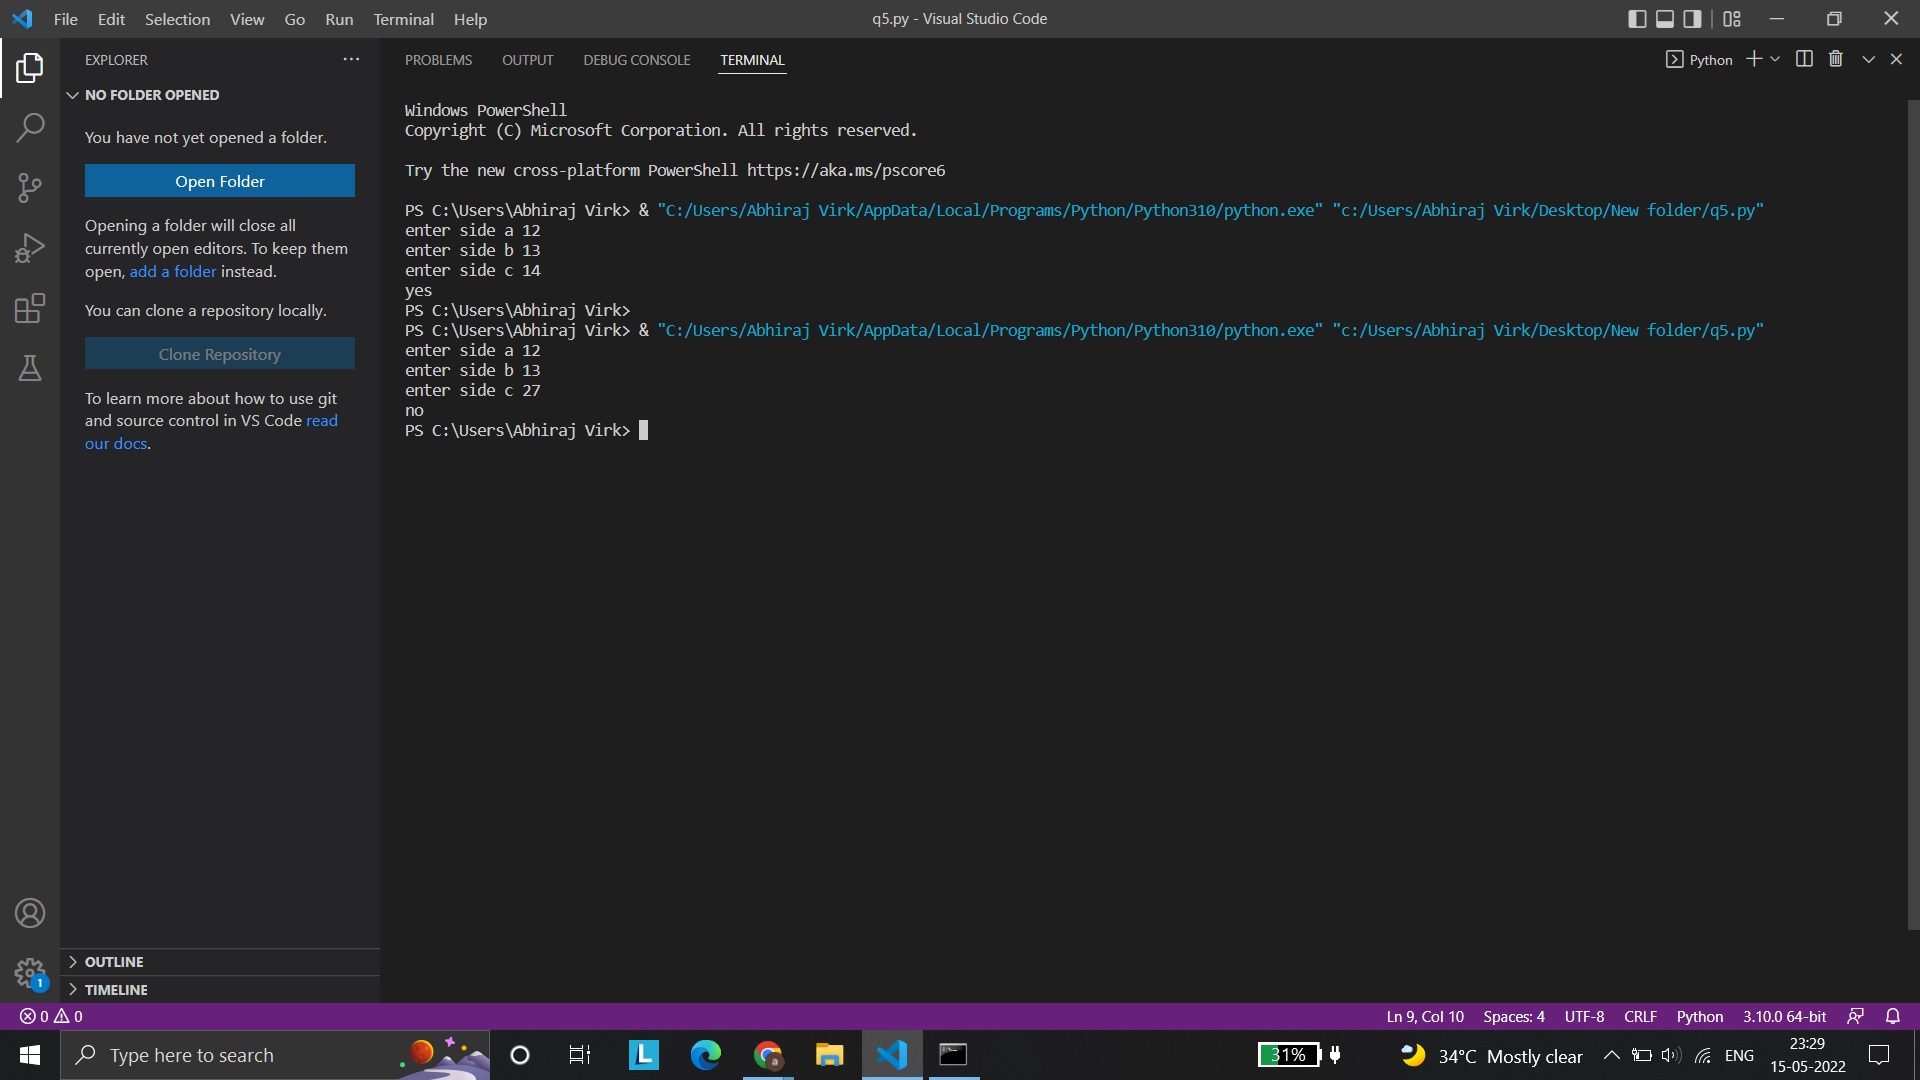 File Edit Selection View Go Run Terminal Help
q5.py - Visual Studio Code
EXPLORER
NO FOLDER OPENED
You have not yet opened a folder.
Open Folder
Opening a folder will close all
currently open editors. To keep them
open, add a folder instead.
You can clone a repository locally.
Clone Repository
To learn more about how to use git
and source control in VS Code read
our docs.
OUTLINE
TIMELINE
PROBLEMS OUTPUT DEBUG CONSOLE TERMINAL
Python
Windows PowerShell
Copyright (C) Microsoft Corporation. All rights reserved.
Try the new cross-platform PowerShell https://aka.ms/pscore6
PS C:\Users\Abhiraj Virk> & "C:/Users/Abhiraj Virk/AppData/Local/Programs/Python/Python310/python.exe" "c:/Users/Abhiraj Virk/Desktop/New folder/q5.py"
enter side a 12
enter side b 13
enter side c 14
yes
PS C:\Users\Abhiraj Virk>
PS C:\Users\Abhiraj Virk> & "C:/Users/Abhiraj Virk/AppData/Local/Programs/Python/Python310/python.exe" "c:/Users/Abhiraj Virk/Desktop/New folder/q5.py"
enter side a 12
enter side b 13
enter side c 27
no
PS C:\Users\Abhiraj Virk>
1
0 0
Ln 9, Col 10 Spaces: 4 UTF-8 CRLF Python 3.10.0 64-bit
Type here to search
L
a
31%
34°C Mostly clear
ENG
23:29
15-05-2022